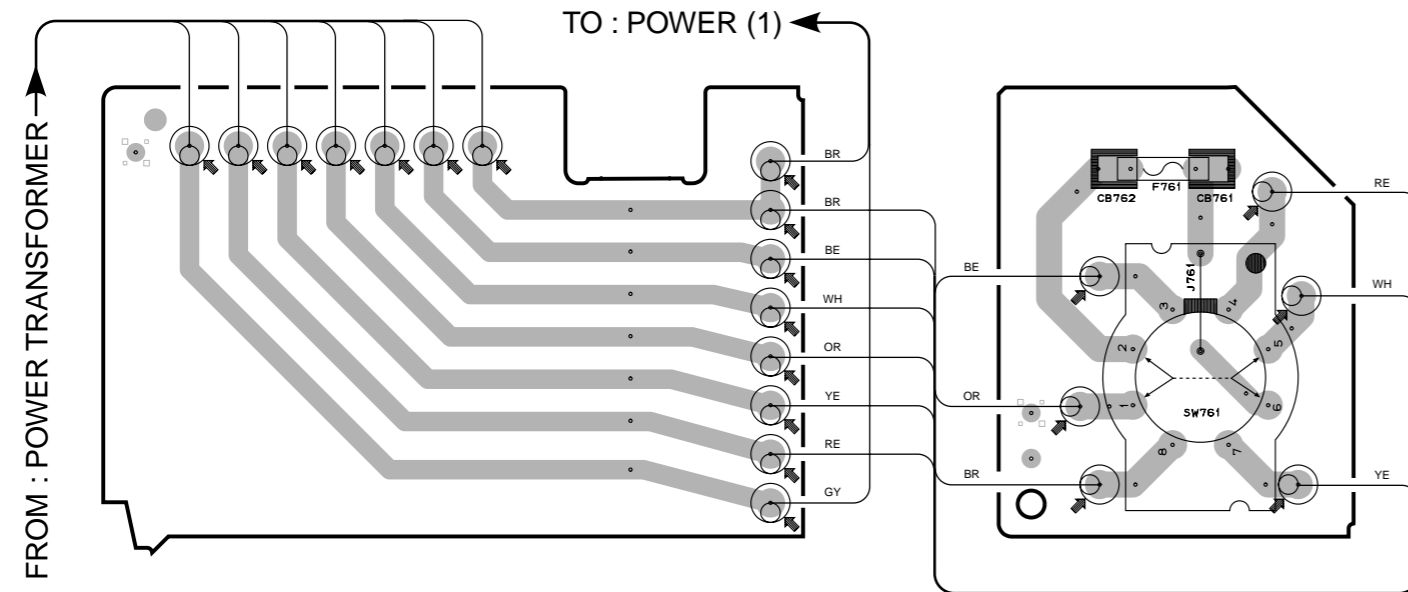 TO : POWER (1)
FROM : POWER TRANSFORMER
BR
BR
BE
WH
OR
YE
RE
GY
BE
OR
BR
CB762
F761
CB761
RE
WH
YE
J761
3
4
2
5
1
6
SW761
8
7